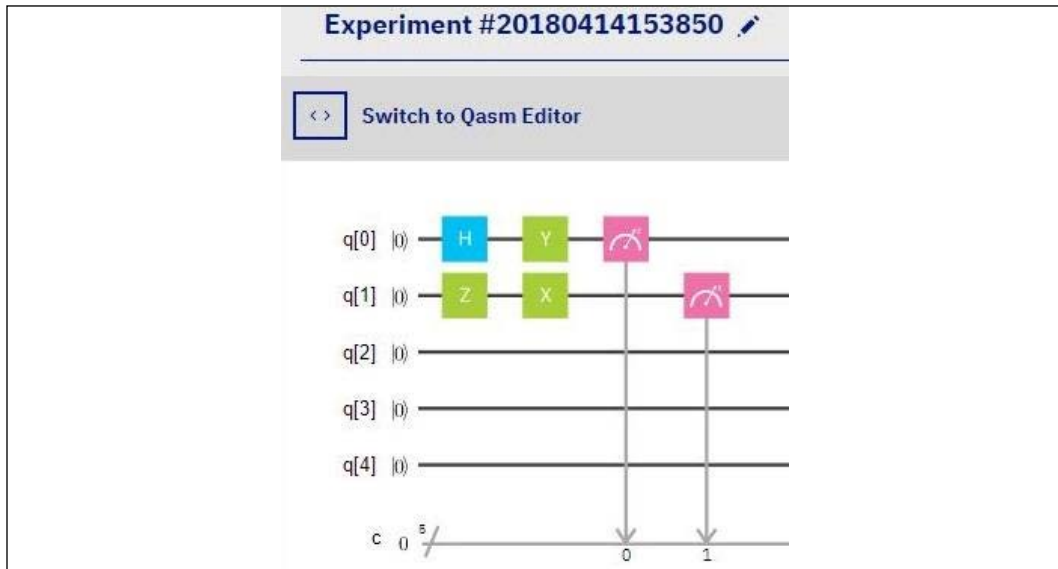 Experiment #20180414153850
<> Switch to Qasm Editor
q[0] |0⟩ H Y
q[1] |0⟩ Z X
q[2] |0⟩
q[3] |0⟩
q[4] |0⟩
c 0 5
0 1